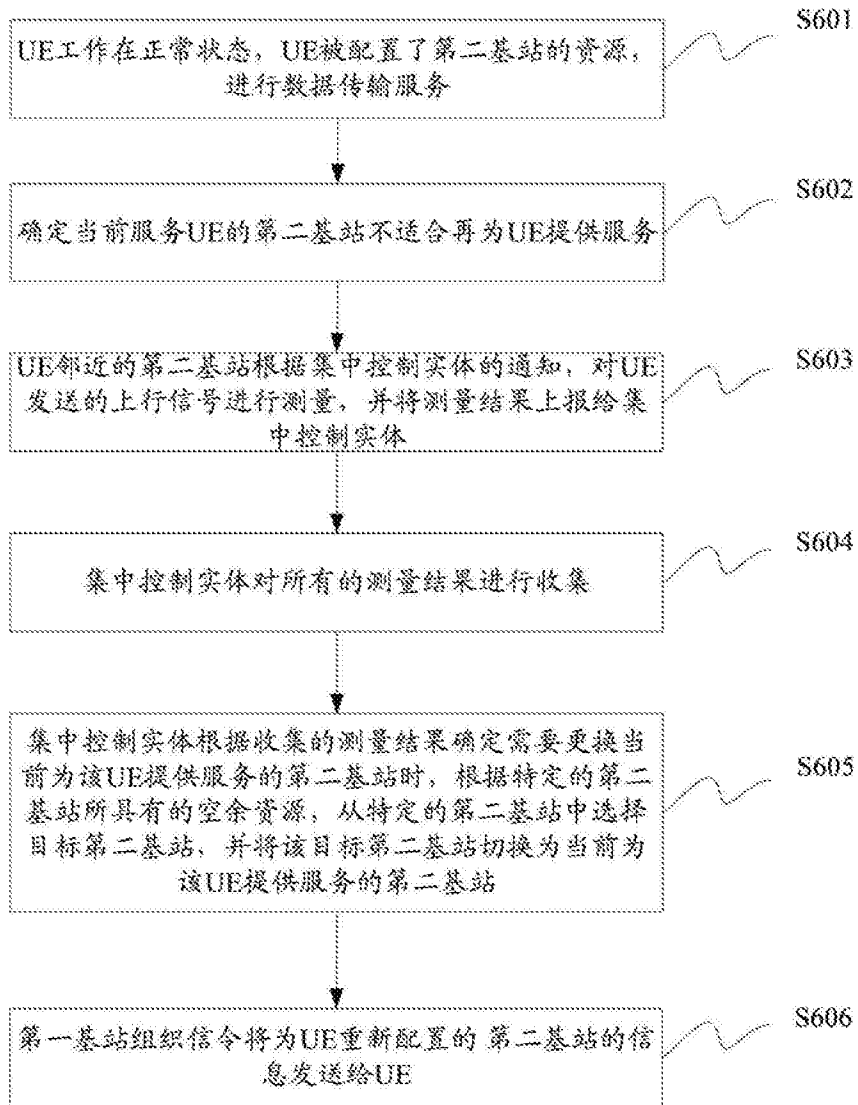 S601
UE工作在正常状态，UE被配置了第二基站的资源，
进行数据传输服务
S602
确定当前服务UE的第二基站不适合再为UE提供服务
S603
UE邻近的第二基站根据集中控制实体的通知，对UE
发送的上行信号进行测量，并将测量结果上报给集
中控制实体
S604
集中控制实体对所有的测量结果进行收集
S605
集中控制实体根据收集的测量结果确定需要更换当
前为该UE提供服务的第二基站时，根据特定的第二
基站所具有的空余资源，从特定的第二基站中选择
目标第二基站，并将该目标第二基站切换为当前为
该UE提供服务的第二基站
S606
第一基站组织信令将为UE重新配置的 第二基站的信
息发送给UE